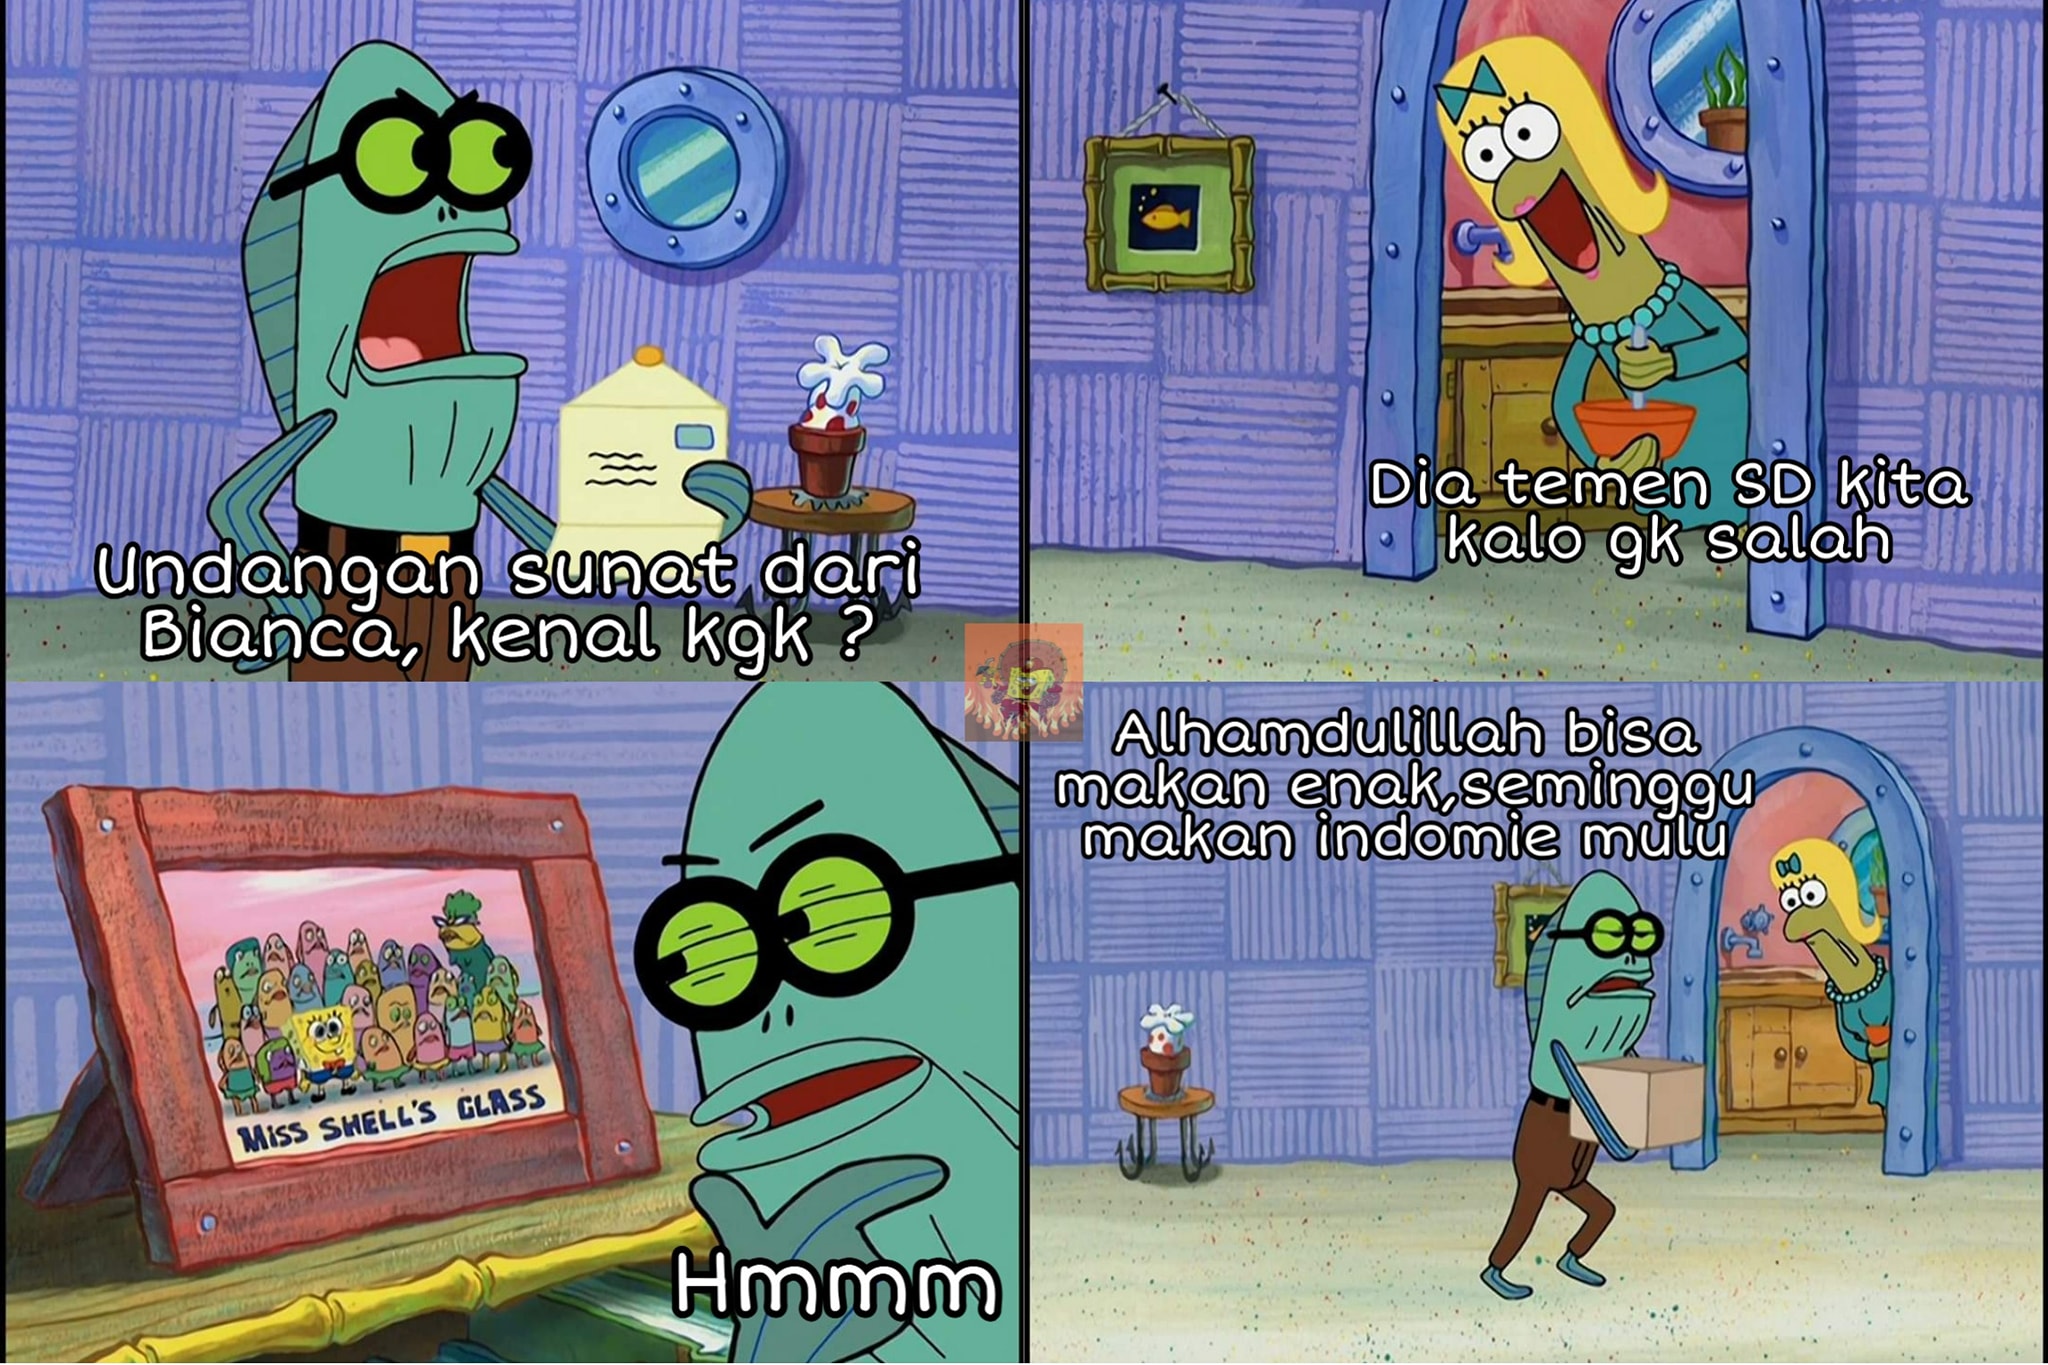 Undangan sunat dari
Bianca, kenal kgk ?
Dia temen SD kita
kalo gk salah
MISS SHELL'S CLASS
Hmmm
Alhamdulillah bisa
makan enak,seminggu
makan indomie mulu